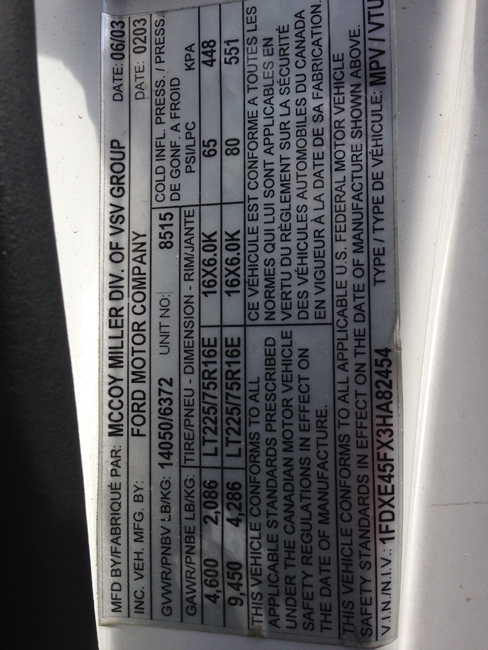 MFD BY/FABRIQUÉ PAR: MCCOY MILLER DIV. OF VSV GROUP DATE: 06/03
INC. VEH. MFG. BY: FORD MOTOR COMPANY DATE: 0203
GVWR/PNBV LB/KG: 14050/6372 UNIT NO: 8515 COLD INFL. PRESS. / PRESS.
DE GONF. A FROID
GAWR/PNBE LB/KG: TIRE/PNEU - DIMENSION - RIM/JANTE PSI/LPC KPA
4,600 2,086 LT225/75R16E 16X6.0K 65 448
9,450 4,286 LT225/75R16E 16X6.0K 80 551
THIS VEHICLE CONFORMS TO ALL
APPLICABLE STANDARDS PRESCRIBED
UNDER THE CANADIAN MOTOR VEHICLE
SAFETY REGULATIONS IN EFFECT ON
THE DATE OF MANUFACTURE.
CE VÉHICULE EST CONFORME A TOUTES LES
NORMES QUI LUI SONT APPLICABLES EN
VERTU DU RÈGLEMENT SUR LA SÉCURITÉ
DES VÉHICULES AUTOMOBILES DU CANADA
EN VIGUEUR À LA DATE DE SA FABRICATION.
THIS VEHICLE CONFORMS TO ALL APPLICABLE U.S. FEDERAL MOTOR VEHICLE
SAFETY STANDARDS IN EFFECT ON THE DATE OF MANUFACTURE SHOWN ABOVE.
V.I.N./N.I.V.: 1FDXE45FX3HA82454 TYPE / TYPE DE VÉHICULE: MPV / VTU